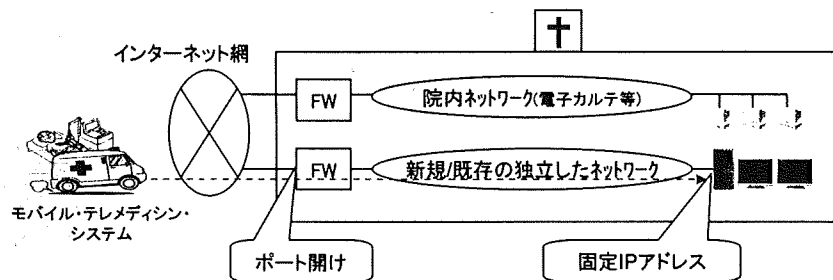 インターネット網
FW
院内ネットワーク(電子カルテ等)
FW
新規/既存の独立したネットワーク
モバイル・テレメディシン・
システム
ポート開け
固定IPアドレス